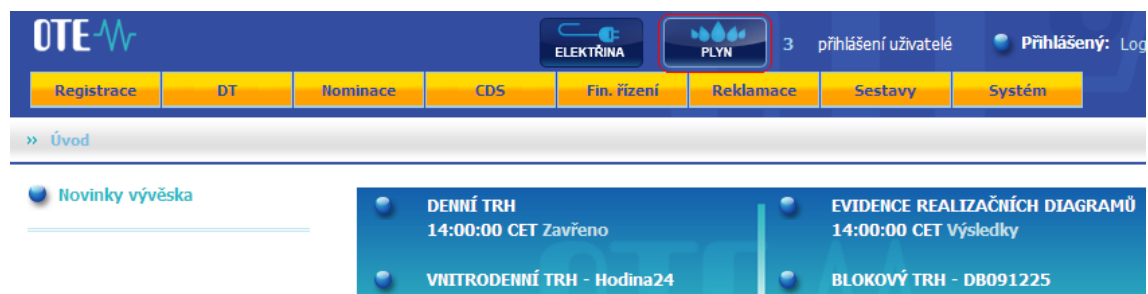 OTE
ELEKTŘINA
PLYN
3 přihlášení uživatelé
Přihlášený: Log
Registrace DT Nominace CDS Fin. řízení Reklamace Sestavy Systém
» Úvod
Novinky vývěska
DENNÍ TRH
14:00:00 CET Zavřeno
VNITRODENNÍ TRH - Hodina24
EVIDENCE REALIZAČNÍCH DIAGRAMŮ
14:00:00 CET Výsledky
BLOKOVÝ TRH - DB091225